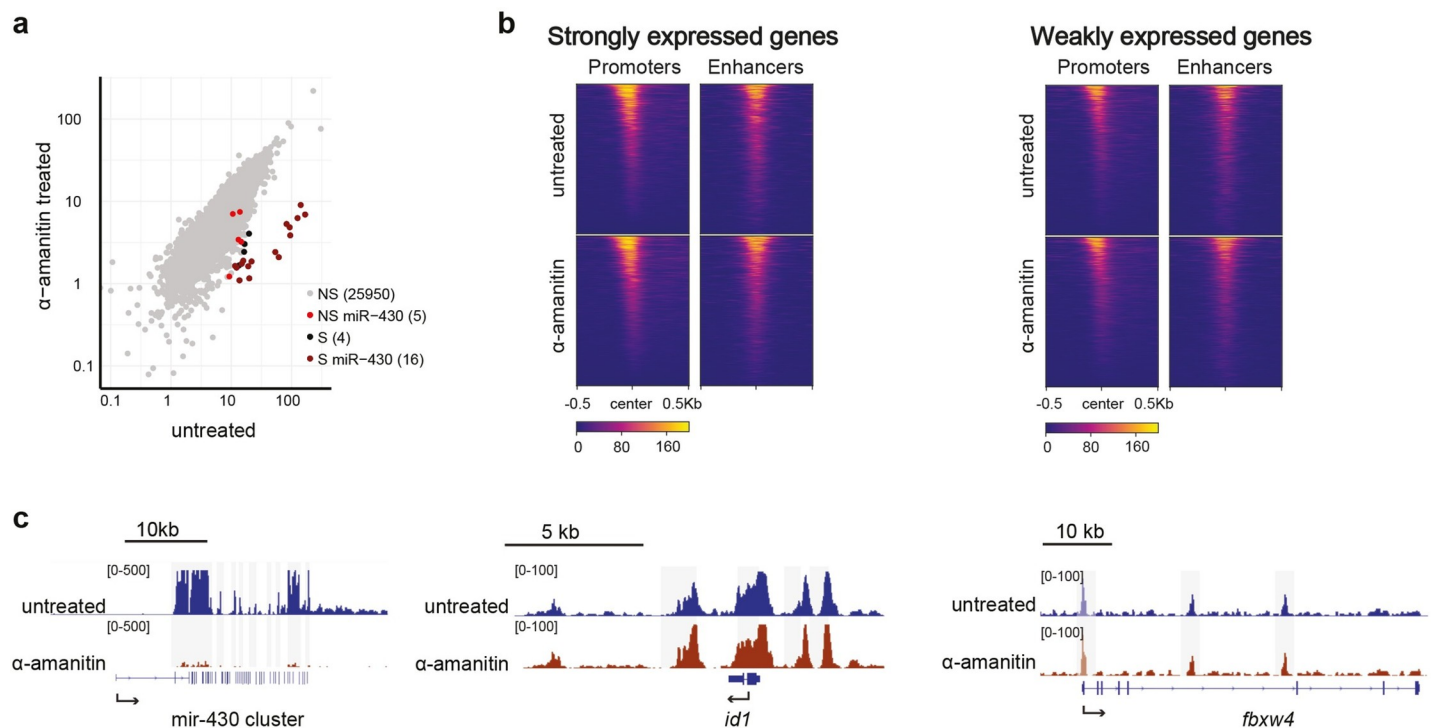 a
α−amanitin treated
100
10
1
0.1
0.1 1 10 100
untreated
NS (25950)
NS miR−430 (5)
S (4)
S miR−430 (16)
b
Strongly expressed genes
Promoters Enhancers
untreated
α-amanitin
-0.5 center 0.5Kb
0 80 160
Weakly expressed genes
Promoters Enhancers
untreated
α-amanitin
-0.5 center 0.5Kb
0 80 160
c
10kb
[0-500]
untreated
[0-500]
α-amanitin
mir-430 cluster
5 kb
[0-100]
untreated
[0-100]
α-amanitin
id1
10 kb
[0-100]
untreated
[0-100]
α-amanitin
fbxw4